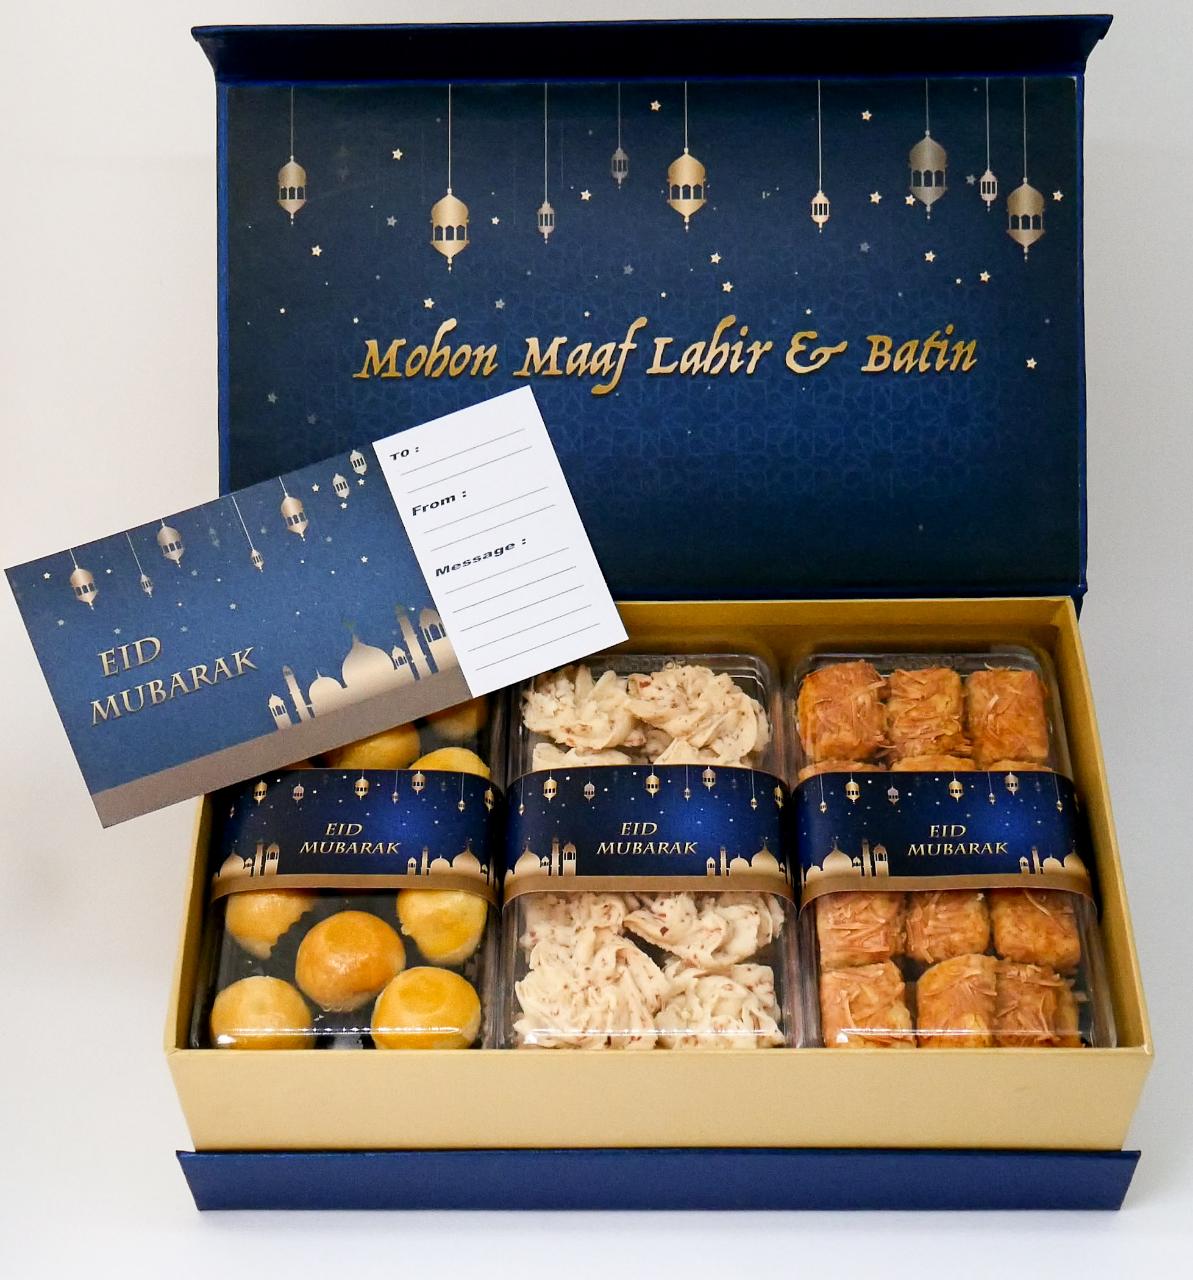 Mohon Maaf Lahir & Batin
To :
From :
Message :
EID
MUBARAK
EID
MUBARAK
EID
MUBARAK
EID
MUBARAK